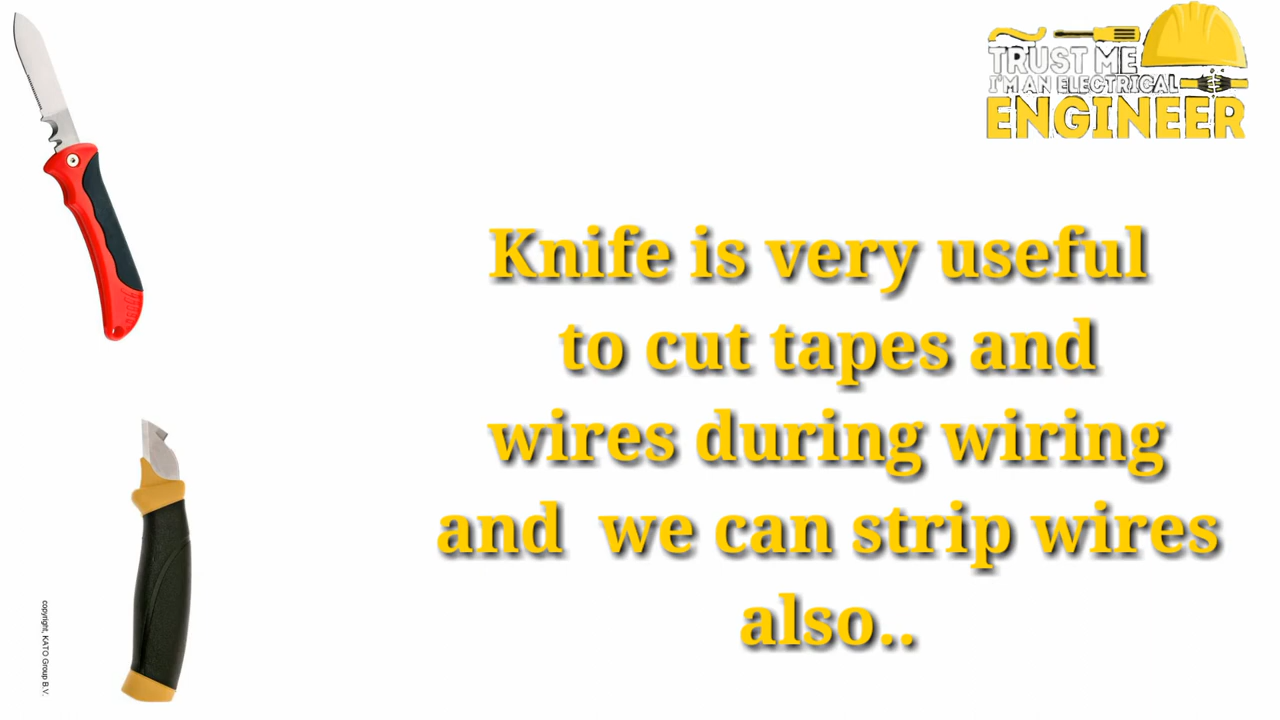 TRUST ME
I'M AN ELECTRICAL
ENGINEER
Knife is very useful
to cut tapes and
wires during wiring
and we can strip wires
also..
copyright, KATO Group B.V.